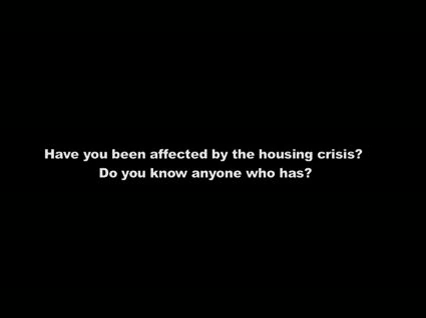 Have you been affected by the housing crisis?
Do you know anyone who has?